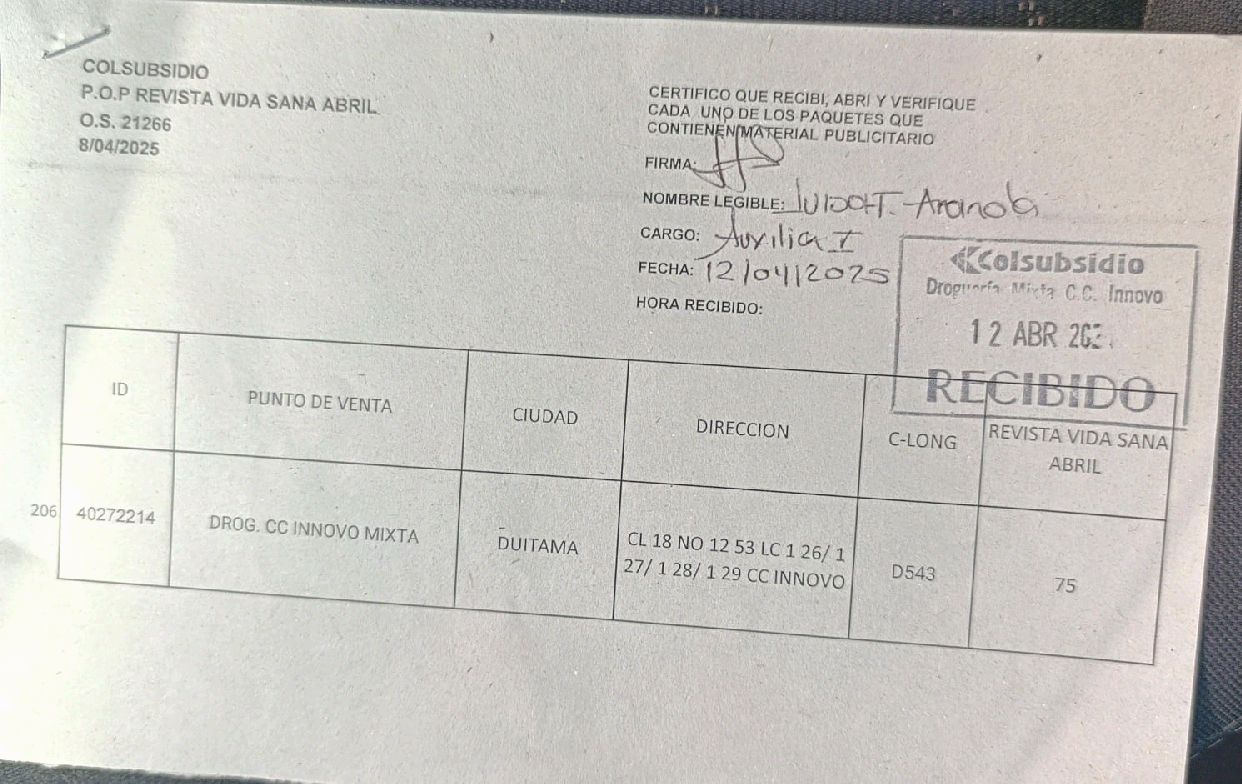 COLSUBSIDIO
P.O.P REVISTA VIDA SANA ABRIL
O.S. 21266
8/04/2025
CERTIFICO QUE RECIBI, ABRI Y VERIFIQUE
CADA UNO DE LOS PAQUETES QUE
CONTIENEN MATERIAL PUBLICITARIO
FIRMA:
NOMBRE LEGIBLE:
CARGO: Auxilia I
FECHA: 12/04/2025
HORA RECIBIDO:
Colsubsidio
Droguería Mixta C.C. Innovo
12 ABR
RECIBIDO
ID PUNTO DE VENTA CIUDAD DIRECCION C-LONG REVISTA VIDA SANA
ABRIL
206 40272214 DROG. CC INNOVO MIXTA DUITAMA CL 18 NO 12 53 LC 1 26/ 1
27/ 1 28/ 1 29 CC INNOVO D543 75